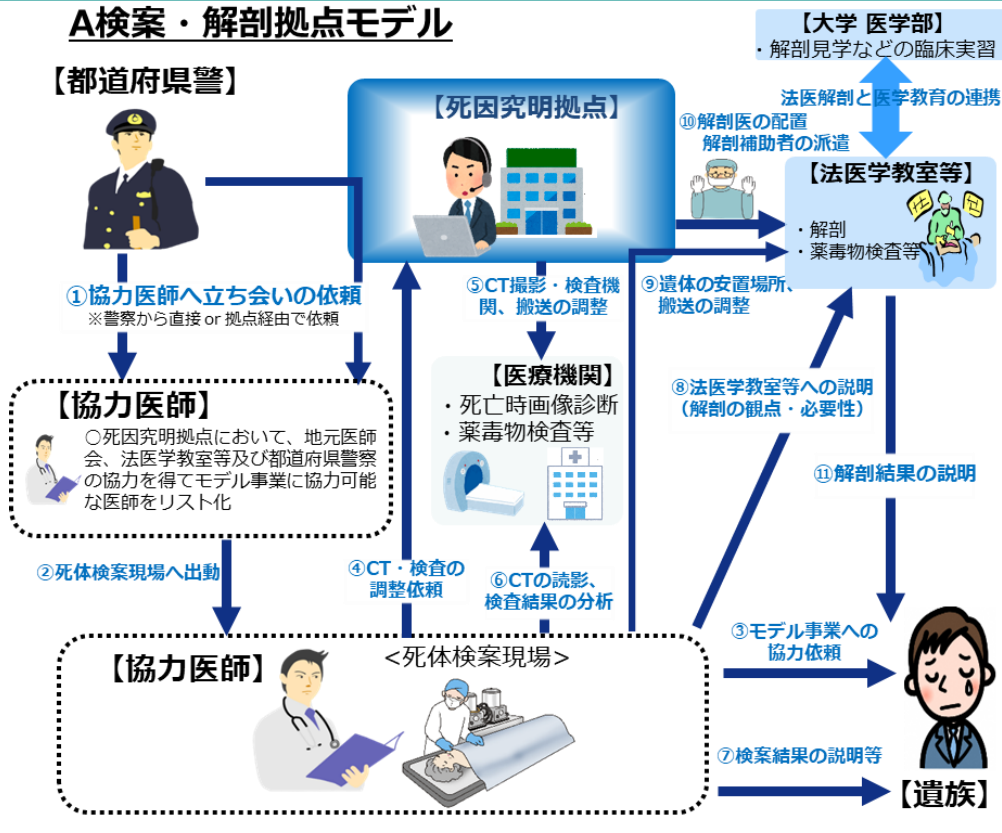 A検案・解剖拠点モデル
【大学 医学部】
・解剖見学などの臨床実習
【都道府県警】
【死因究明拠点】
法医解剖と医学教育の連携
⑩解剖医の配置
解剖補助者の派遣
【法医学教室等】
・解剖
・薬毒物検査等
①協力医師へ立ち会いの依頼
※警察から直接 or 拠点経由で依頼
⑤CT撮影・検査機
関、搬送の調整
⑨遺体の安置場所、
搬送の調整
【医療機関】
・死亡時画像診断
・薬毒物検査等
⑧法医学教室等への説明
(解剖の観点・必要性)
【協力医師】
○死因究明拠点において、地元医師
会、法医学教室等及び都道府県警察
の協力を得てモデル事業に協力可能
な医師をリスト化
⑪解剖結果の説明
②死体検案現場へ出動
④CT・検査の
調整依頼
⑥CTの読影、
検査結果の分析
③モデル事業への
協力依頼
【協力医師】
<死体検案現場>
⑦検案結果の説明等
【遺族】